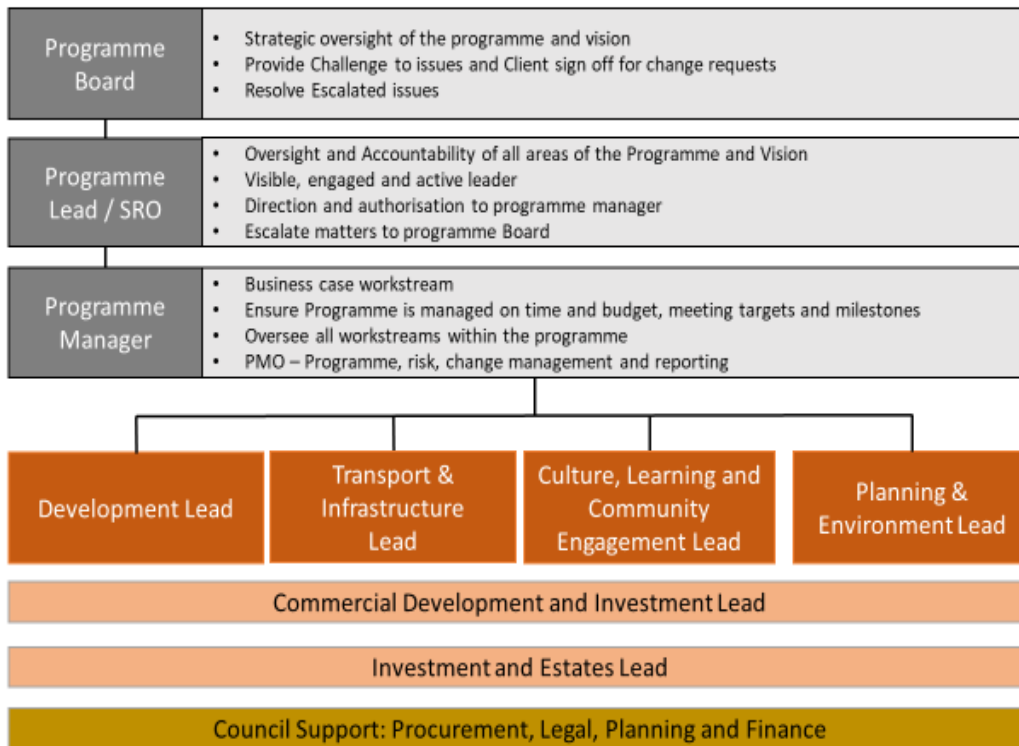 Programme
Board
• Strategic oversight of the programme and vision
• Provide Challenge to issues and Client sign off for change requests
• Resolve Escalated issues
Programme
Lead / SRO
• Oversight and Accountability of all areas of the Programme and Vision
• Visible, engaged and active leader
• Direction and authorisation to programme manager
• Escalate matters to programme Board
Programme
Manager
• Business case workstream
• Ensure Programme is managed on time and budget, meeting targets and milestones
• Oversee all workstreams within the programme
• PMO – Programme, risk, change management and reporting
Development Lead
Transport &
Infrastructure
Lead
Culture, Learning and
Community
Engagement Lead
Planning &
Environment Lead
Commercial Development and Investment Lead
Investment and Estates Lead
Council Support: Procurement, Legal, Planning and Finance